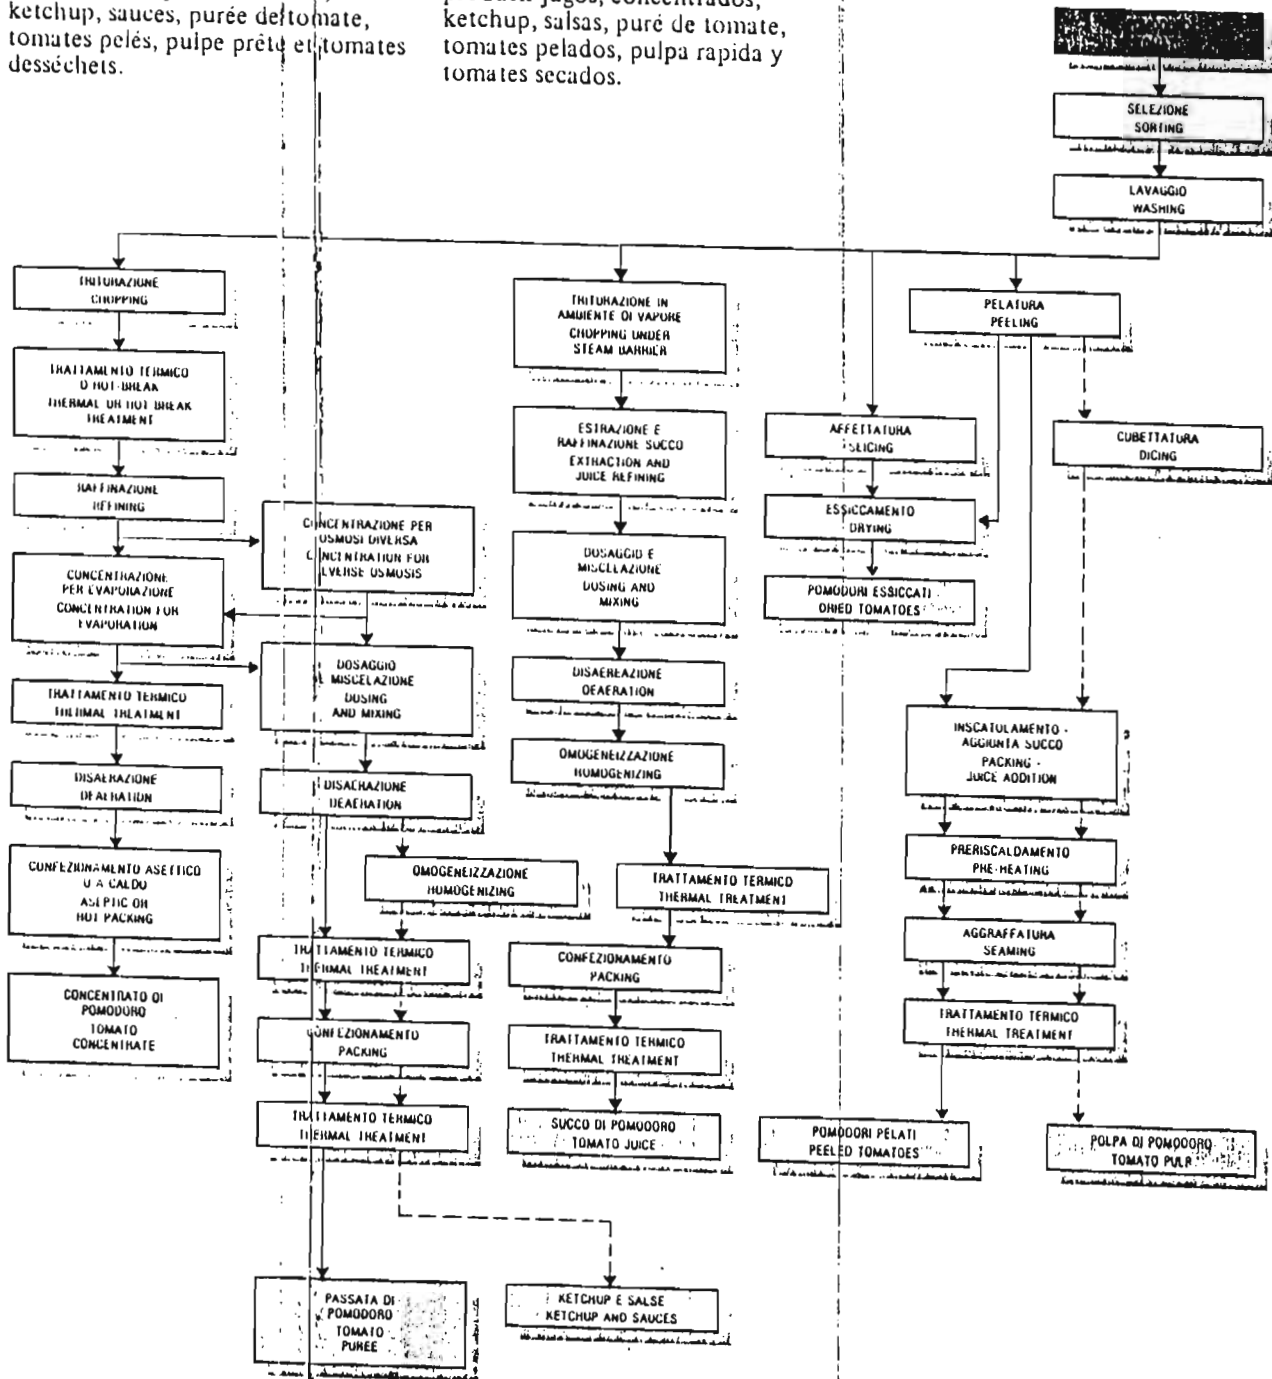 ketchup, sauces, purée de tomate,
tomates pelés, pulpe prête et tomates
desséchets.
ketchup, salsas, puré de tomate,
tomates pelados, pulpa rapida y
tomates secados.
SELEZIONE
SORTING
LAVAGGIO
WASHING
TRITURAZIONE
CHOPPING
TRATTAMENTO TERMICO
O HOT-BREAK
THERMAL OR HOT BREAK
TREATMENT
RAFFINAZIONE
REFINING
CONCENTRAZIONE
PER EVAPORAZIONE
CONCENTRATION FOR
EVAPORATION
TRATTAMENTO TERMICO
THERMAL TREATMENT
DISAERAZIONE
DEAERATION
CONFEZIONAMENTO ASETTICO
O A CALDO
ASEPTIC OR
HOT PACKING
CONCENTRATO DI
POMODORO
TOMATO
CONCENTRATE
CONCENTRAZIONE PER
OSMOSI DIVERSA
CONCENTRATION FOR
EVERSE OSMOSIS
DOSAGGIO
MISCELAZIONE
DOSING
AND MIXING
DISAERAZIONE
DEAERATION
OMOGENEIZZAZIONE
HOMOGENIZING
TRATTAMENTO TERMICO
THERMAL TREATMENT
CONFEZIONAMENTO
PACKING
TRATTAMENTO TERMICO
THERMAL TREATMENT
PASSATA DI
POMODORO
TOMATO
PUREE
KETCHUP E SALSE
KETCHUP AND SAUCES
TRITURAZIONE IN
AMBIENTE DI VAPORE
CHOPPING UNDER
STEAM BARRIER
ESTRAZIONE E
RAFFINAZIONE SUCCO
EXTRACTION AND
JUICE REFINING
DOSAGGIO E
MISCELAZIONE
DOSING AND
MIXING
DISAEREAZIONE
DEAERATION
OMOGENEIZZAZIONE
HOMOGENIZING
TRATTAMENTO TERMICO
THERMAL TREATMENT
CONFEZIONAMENTO
PACKING
TRATTAMENTO TERMICO
THERMAL TREATMENT
SUCCO DI POMODORO
TOMATO JUICE
AFFETTATURA
SLICING
ESSICCAMENTO
DRYING
POMODORI ESSICCATI
DRIED TOMATOES
PELATURA
PEELING
CUBETTATURA
DICING
INSCATOLAMENTO -
AGGIUNTA SUCCO
PACKING -
JUICE ADDITION
PRERISCALDAMENTO
PRE-HEATING
AGGRAFFATURA
SEAMING
TRATTAMENTO TERMICO
THERMAL TREATMENT
POMODORI PELATI
PEELED TOMATOES
POLPA DI POMODORO
TOMATO PULP